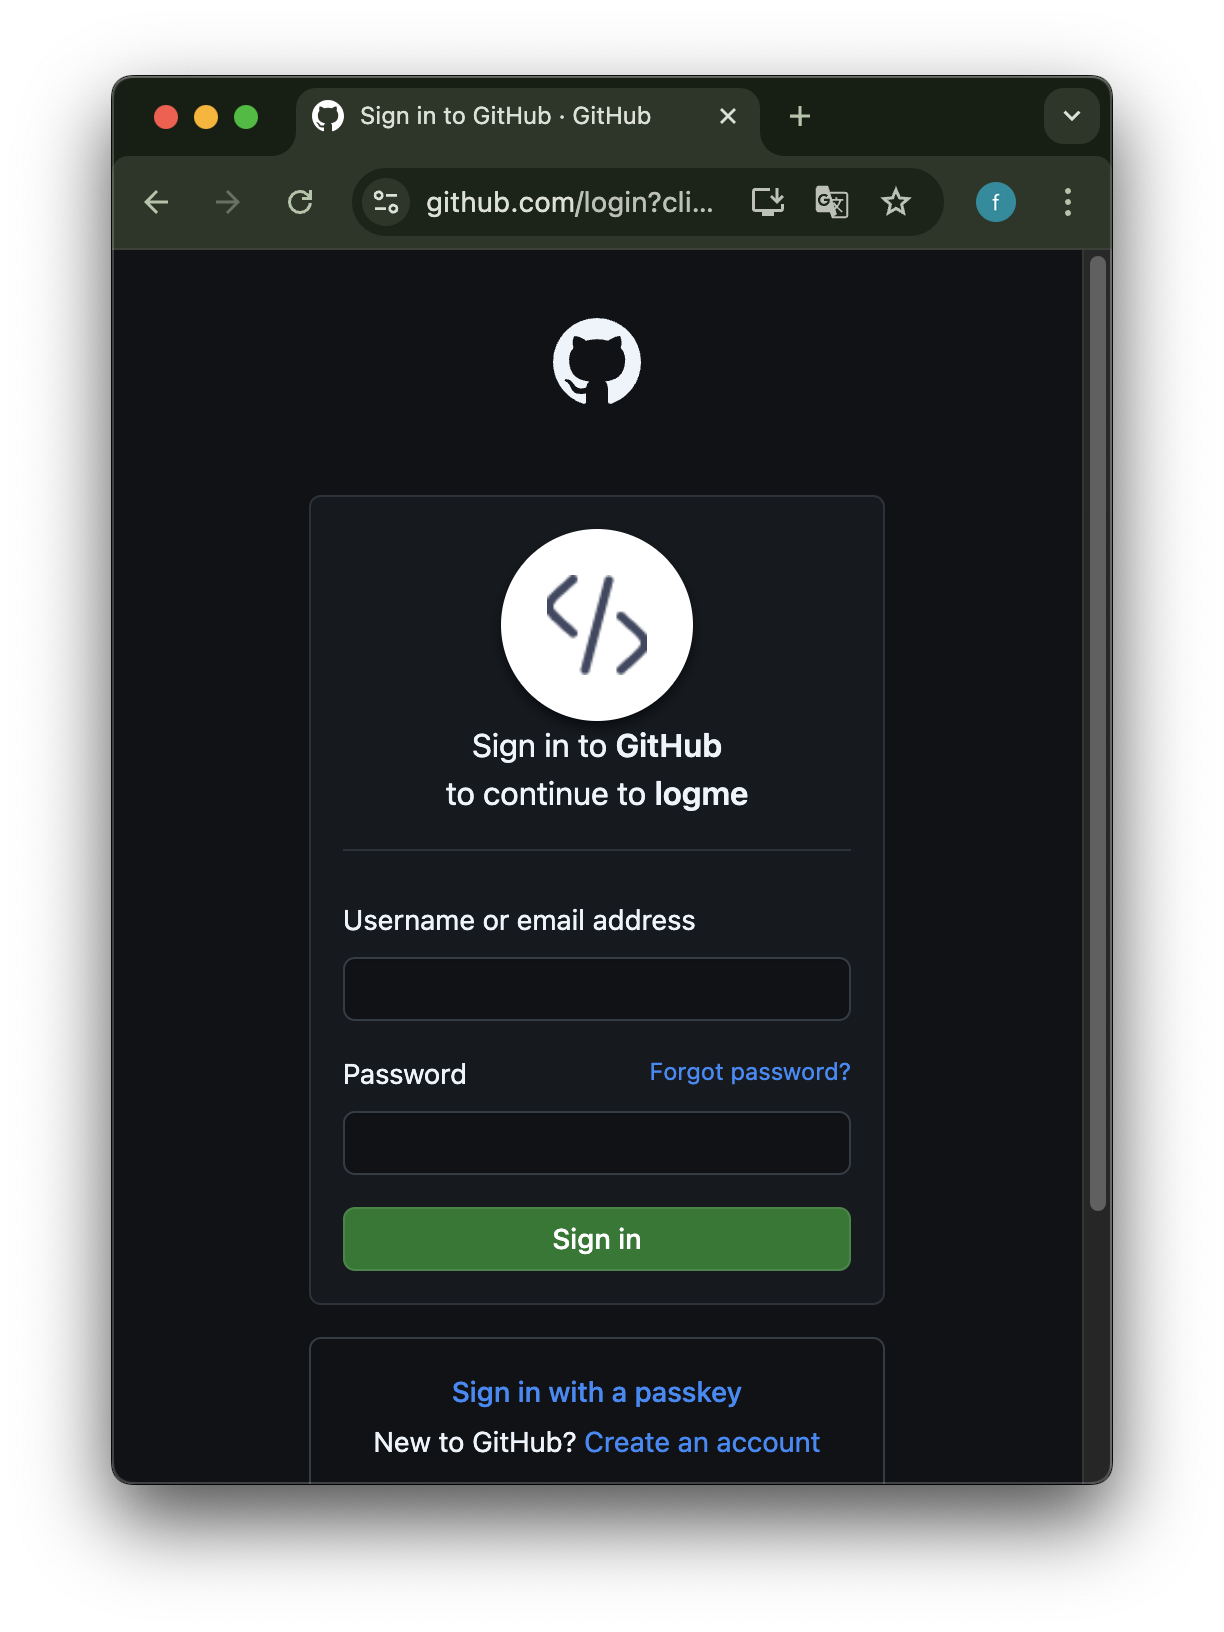 Sign in to GitHub · GitHub
github.com/login?cli...
f
Sign in to GitHub
to continue to logme
Username or email address
Password
Forgot password?
Sign in
Sign in with a passkey
New to GitHub? Create an account